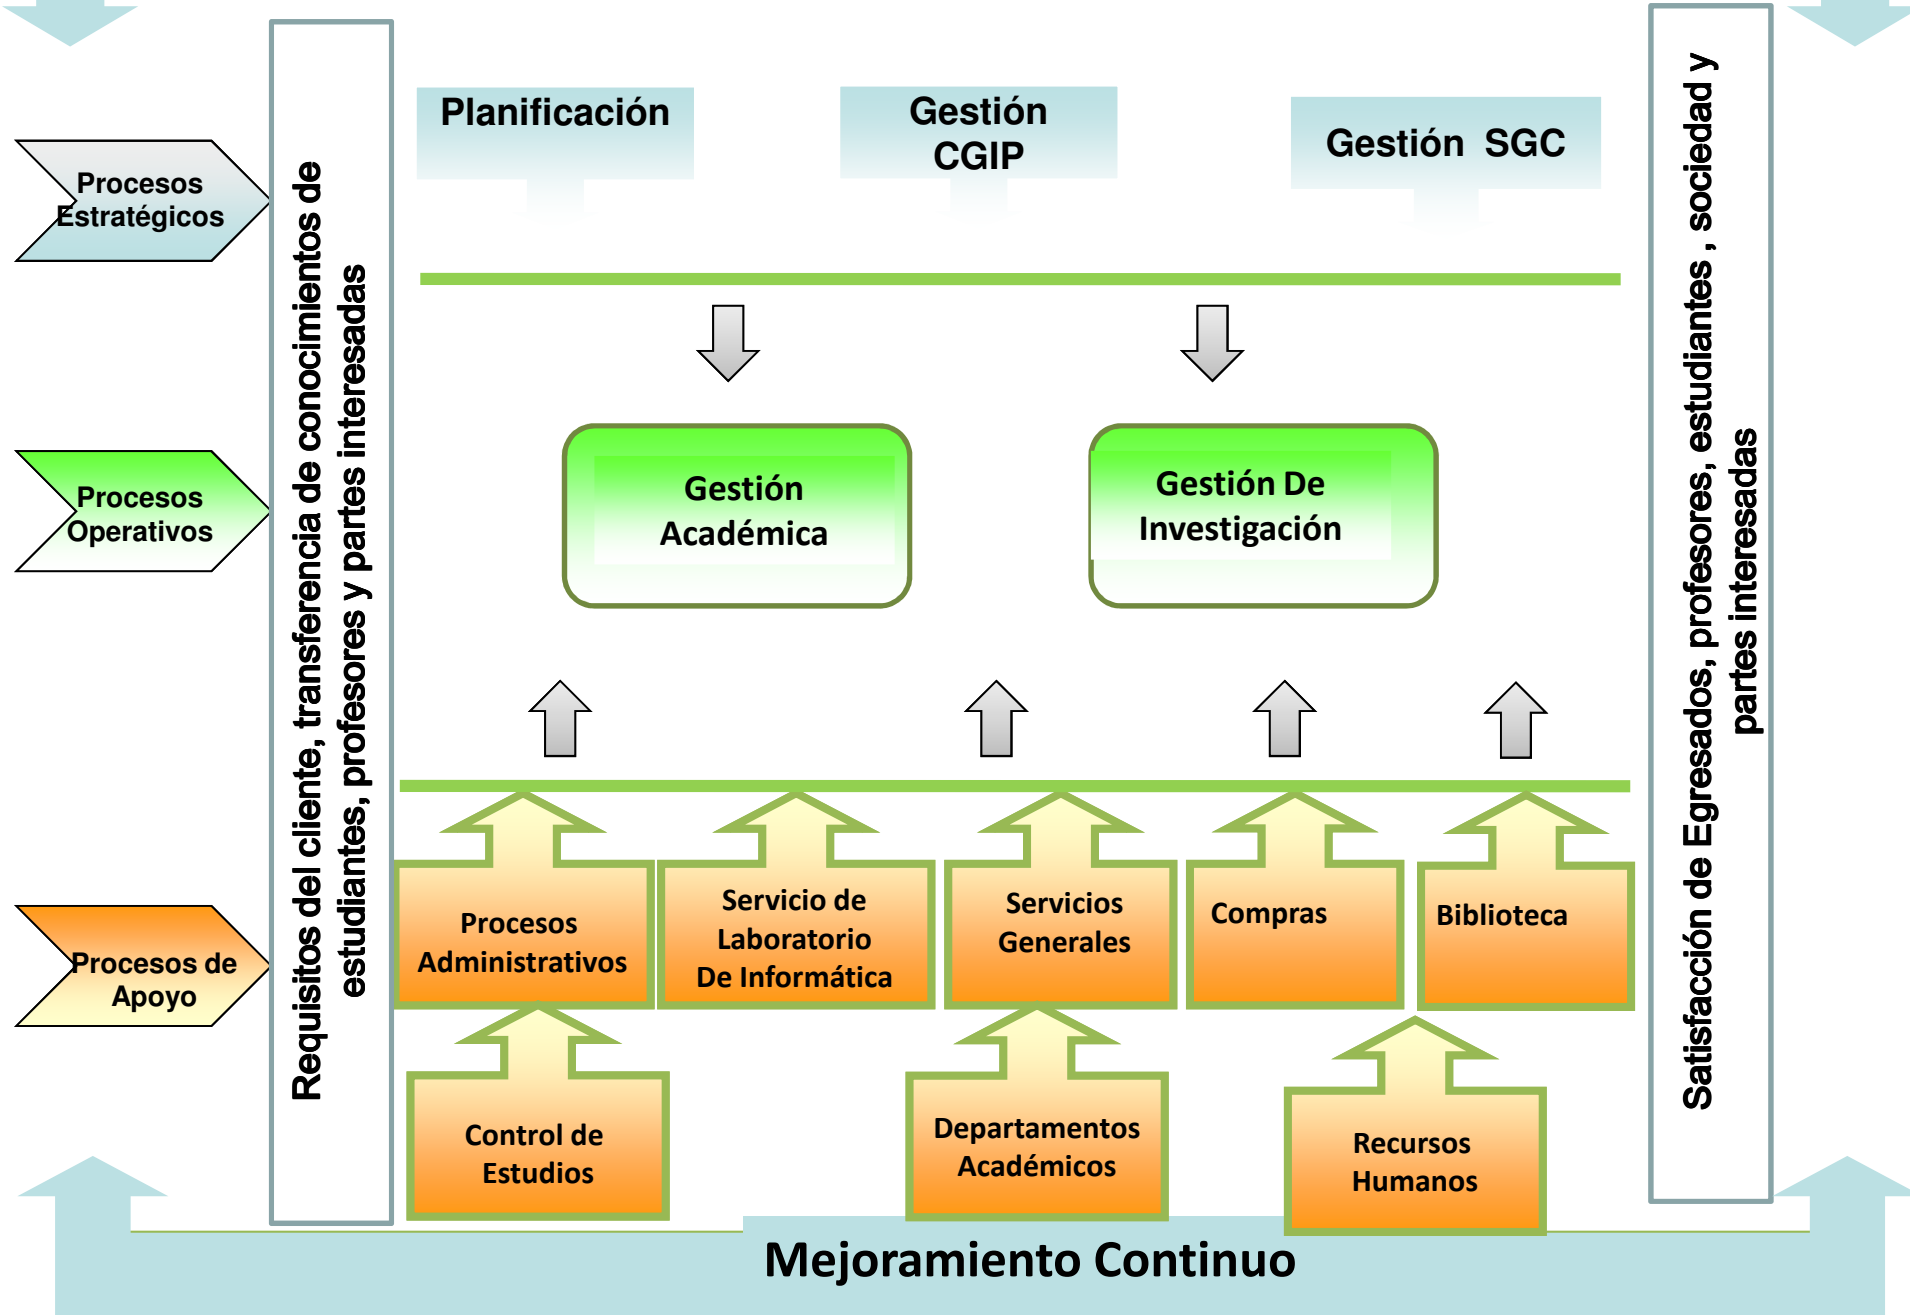 Planificación
Gestión
CGIP
Gestión SGC
Procesos
Estratégicos
Requisitos del cliente, transferencia de conocimientos de
estudiantes, profesores y partes interesadas
Satisfacción de Egresados, profesores, estudiantes , sociedad y
partes interesadas
Procesos
Operativos
Gestión
Académica
Gestión De
Investigación
Procesos de
Apoyo
Procesos
Administrativos
Servicio de
Laboratorio
De Informática
Servicios
Generales
Compras
Biblioteca
Control de
Estudios
Departamentos
Académicos
Recursos
Humanos
Mejoramiento Continuo